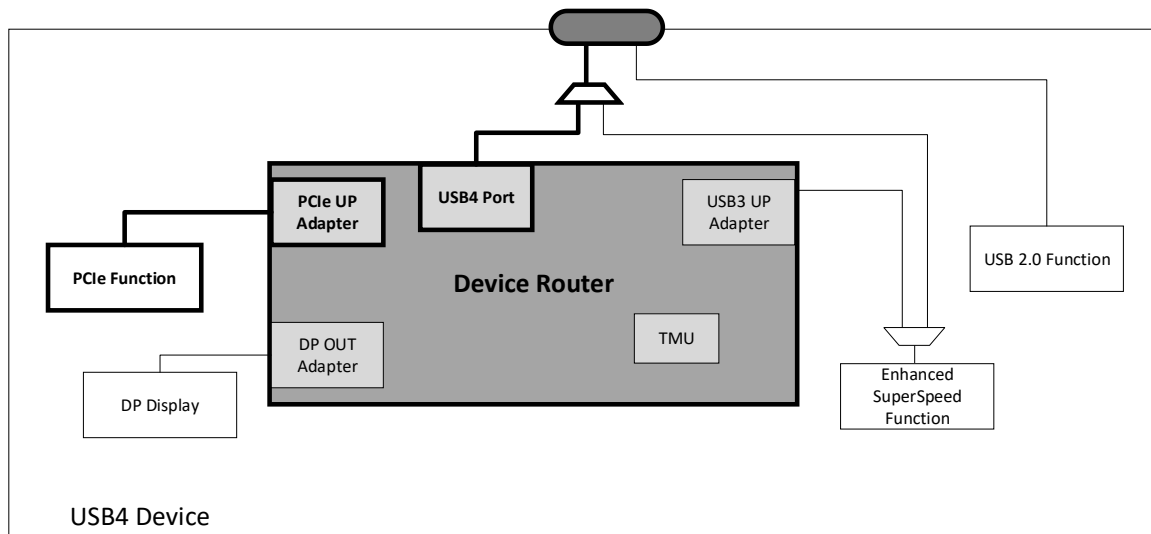 PCIe UP
Adapter
USB4 Port
USB3 UP
Adapter
PCIe Function
USB 2.0 Function
Device Router
DP OUT
Adapter
TMU
DP Display
Enhanced
SuperSpeed
Function
USB4 Device